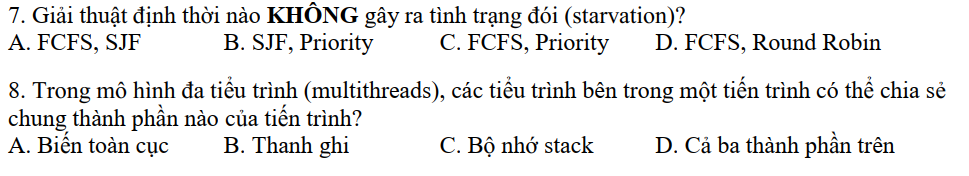 7. Giải thuật định thời nào KHÔNG gây ra tình trạng đói (starvation)?
A. FCFS, SJF B. SJF, Priority C. FCFS, Priority D. FCFS, Round Robin
8. Trong mô hình đa tiểu trình (multithreads), các tiểu trình bên trong một tiến trình có thể chia sẻ
chung thành phần nào của tiến trình?
A. Biến toàn cục B. Thanh ghi C. Bộ nhớ stack D. Cả ba thành phần trên